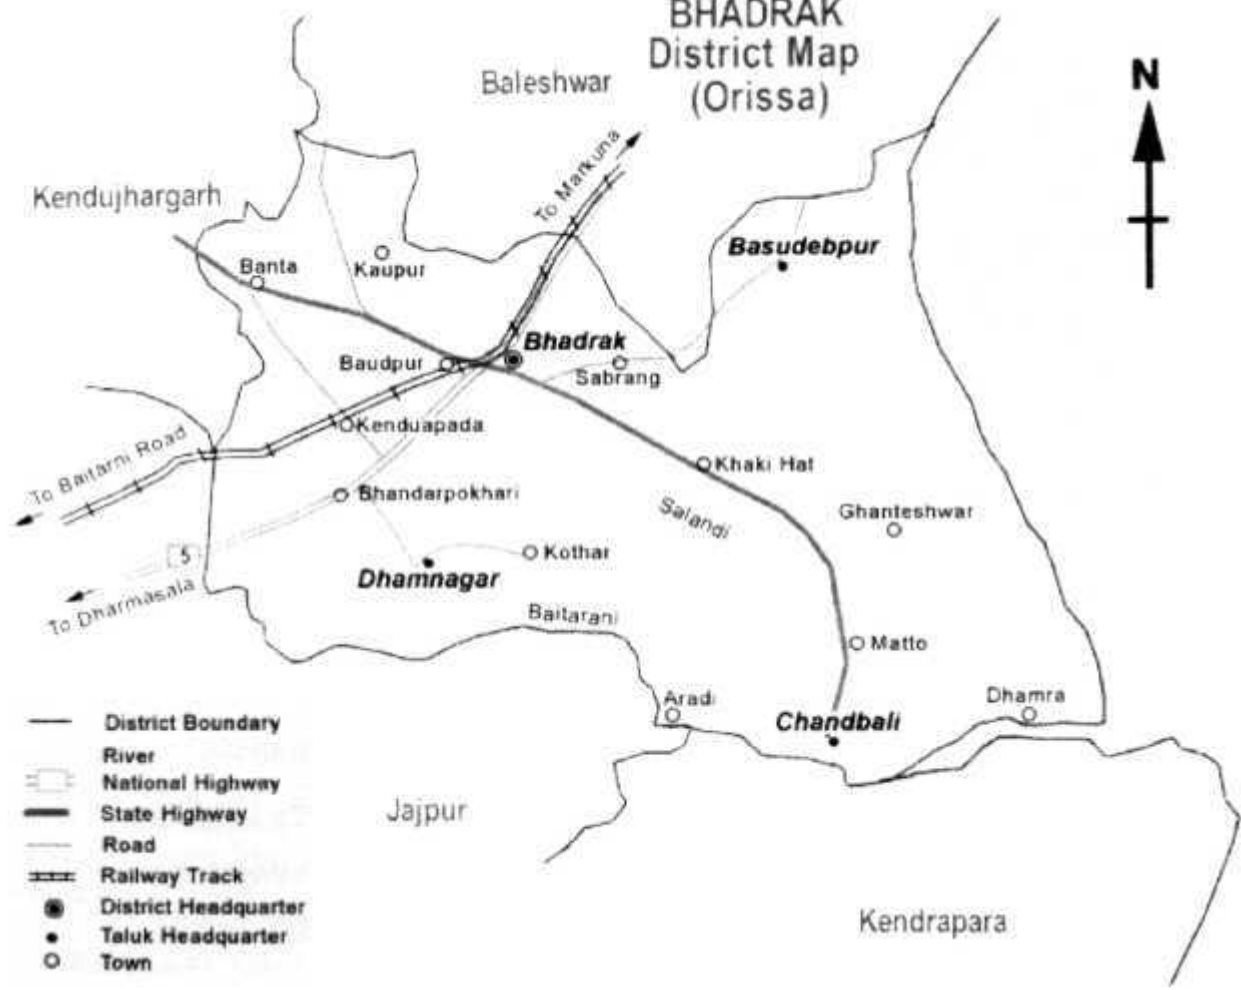 BHADRAK
District Map
(Orissa)
N
Baleshwar
Kendujhargarh
To Markuna
Basudebpur
Banta
Kaupur
Bhadrak
Baudpur
Sabrang
Kenduapada
To Baitarni Road
Khaki Hat
Bhandarpokhari
Salandi
Ghanteshwar
5
Kothar
Dhamnagar
To Dharmasala
Baitarani
Matto
Aradi
Dhamra
Chandbali
District Boundary
River
National Highway
State Highway
Road
Railway Track
District Headquarter
Taluk Headquarter
Town
Jajpur
Kendrapara